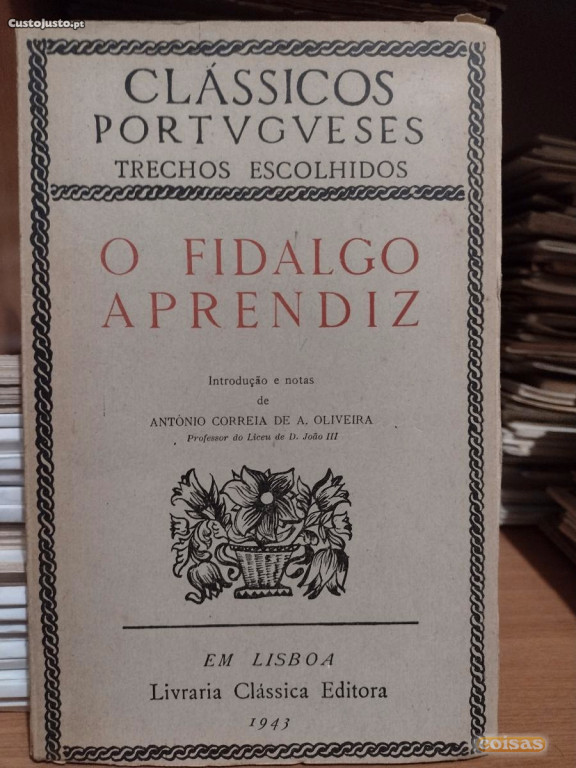 CustoJusto.pt
CLÁSSICOS
PORTVGVESES
TRECHOS ESCOLHIDOS
O FIDALGO
APRENDIZ
Introdução e notas
de
ANTÓNIO CORREIA DE A. OLIVEIRA
Professor do Liceu de D. João III
EM LISBOA
Livraria Clássica Editora
1943
coisas